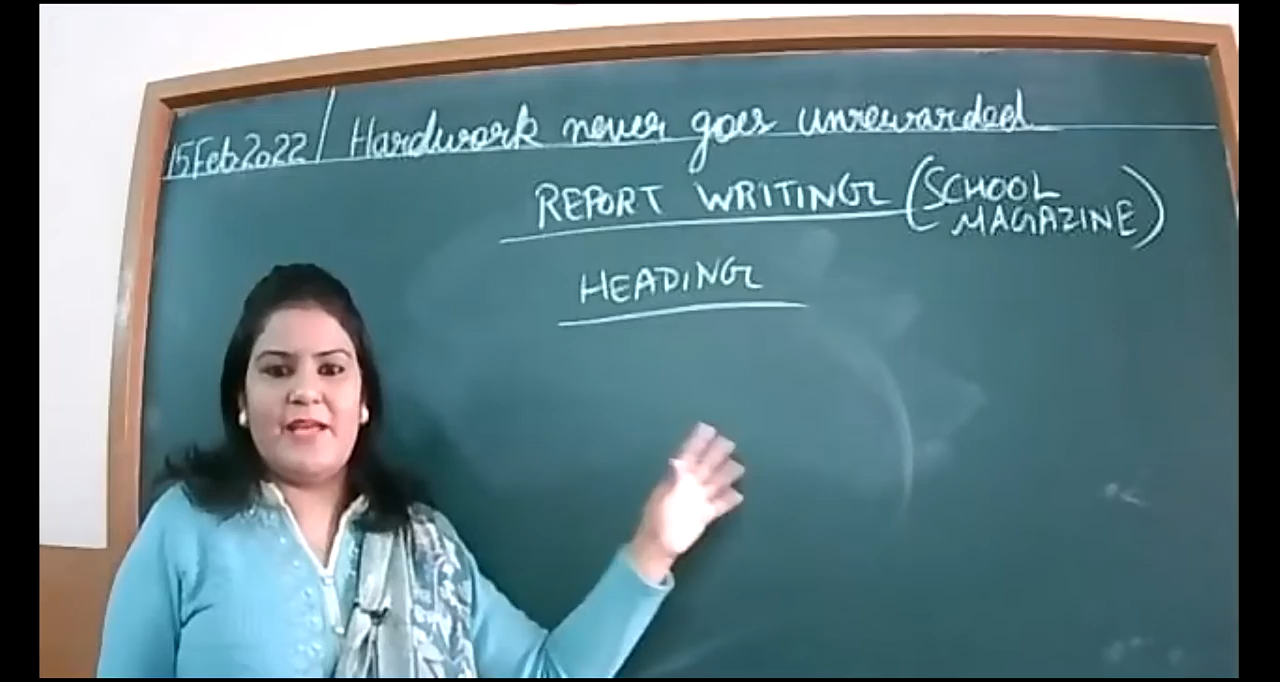 15Feb2022/ Hardwork never goes unrewarded
REPORT WRITING (SCHOOL
MAGAZINE)
HEADING